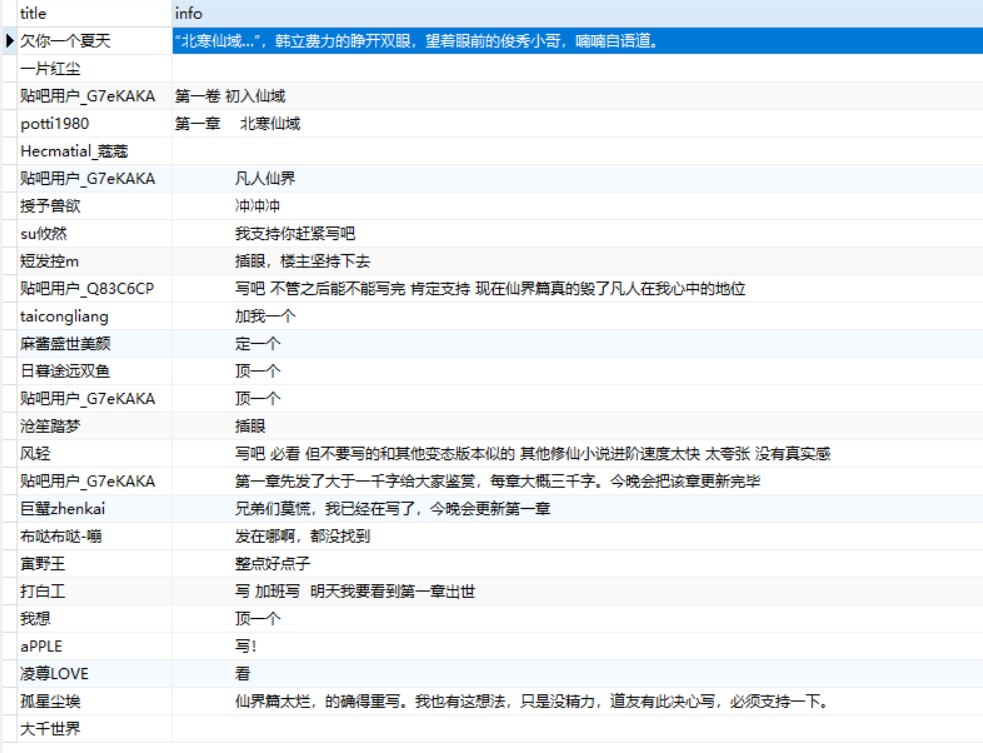 title info
欠你一个夏天 “北寒仙域...”，韩立费力的睁开双眼，望着眼前的俊秀小哥，喃喃自语道。
一片红尘
贴吧用户_G7eKAKA 第一卷 初入仙域
potti1980 第一章 北寒仙域
Hecmatial_蔻蔻
贴吧用户_G7eKAKA 凡人仙界
授予兽欲 冲冲冲
su攸然 我支持你赶紧写吧
短发控m 插眼，楼主坚持下去
贴吧用户_Q83C6CP 写吧 不管之后能不能写完 肯定支持 现在仙界篇真的毁了凡人在我心中的地位
taicongliang 加我一个
麻酱盛世美颜 定一个
日暮途远双鱼 顶一个
贴吧用户_G7eKAKA 顶一个
沧笙踏梦 插眼
风轻 写吧 必看 但不要写的和其他变态版本似的 其他修仙小说进阶速度太快 太夸张 没有真实感
贴吧用户_G7eKAKA 第一章先发了大于一千字给大家鉴赏，每章大概三千字。今晚会把该章更新完毕
巨蟹zhenkai 兄弟们莫慌，我已经在写了，今晚会更新第一章
布哒布哒-嘣 发在哪啊，都没找到
寅野王 整点好点子
打白工 写 加班写 明天我要看到第一章出世
我想 顶一个
aPPLE 写！
凌尊LOVE 看
孤星尘埃 仙界篇太烂，的确得重写。我也有这想法，只是没精力，道友有此决心写，必须支持一下。
大千世界